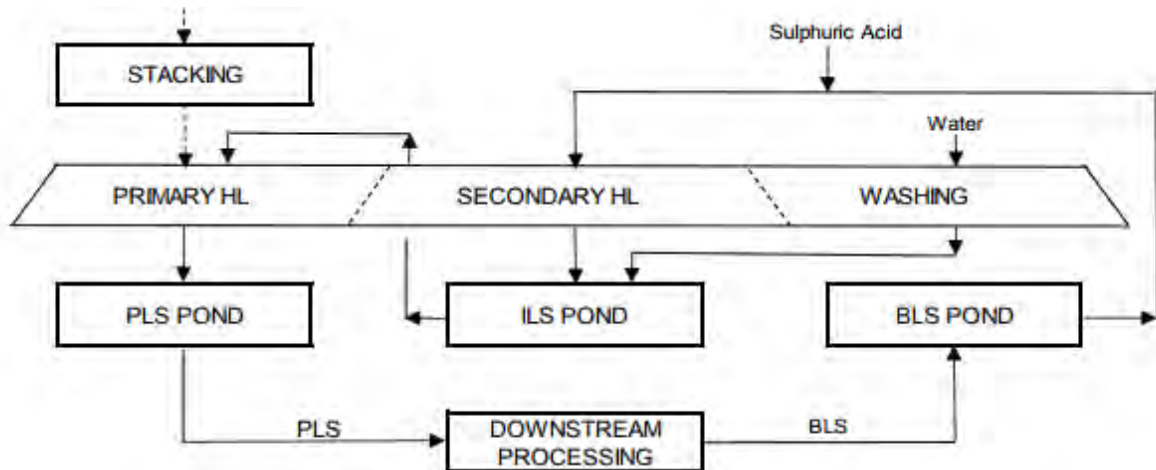 Sulphuric Acid
STACKING
Water
PRIMARY HL
SECONDARY HL
WASHING
PLS POND
ILS POND
BLS POND
PLS
DOWNSTREAM
PROCESSING
BLS